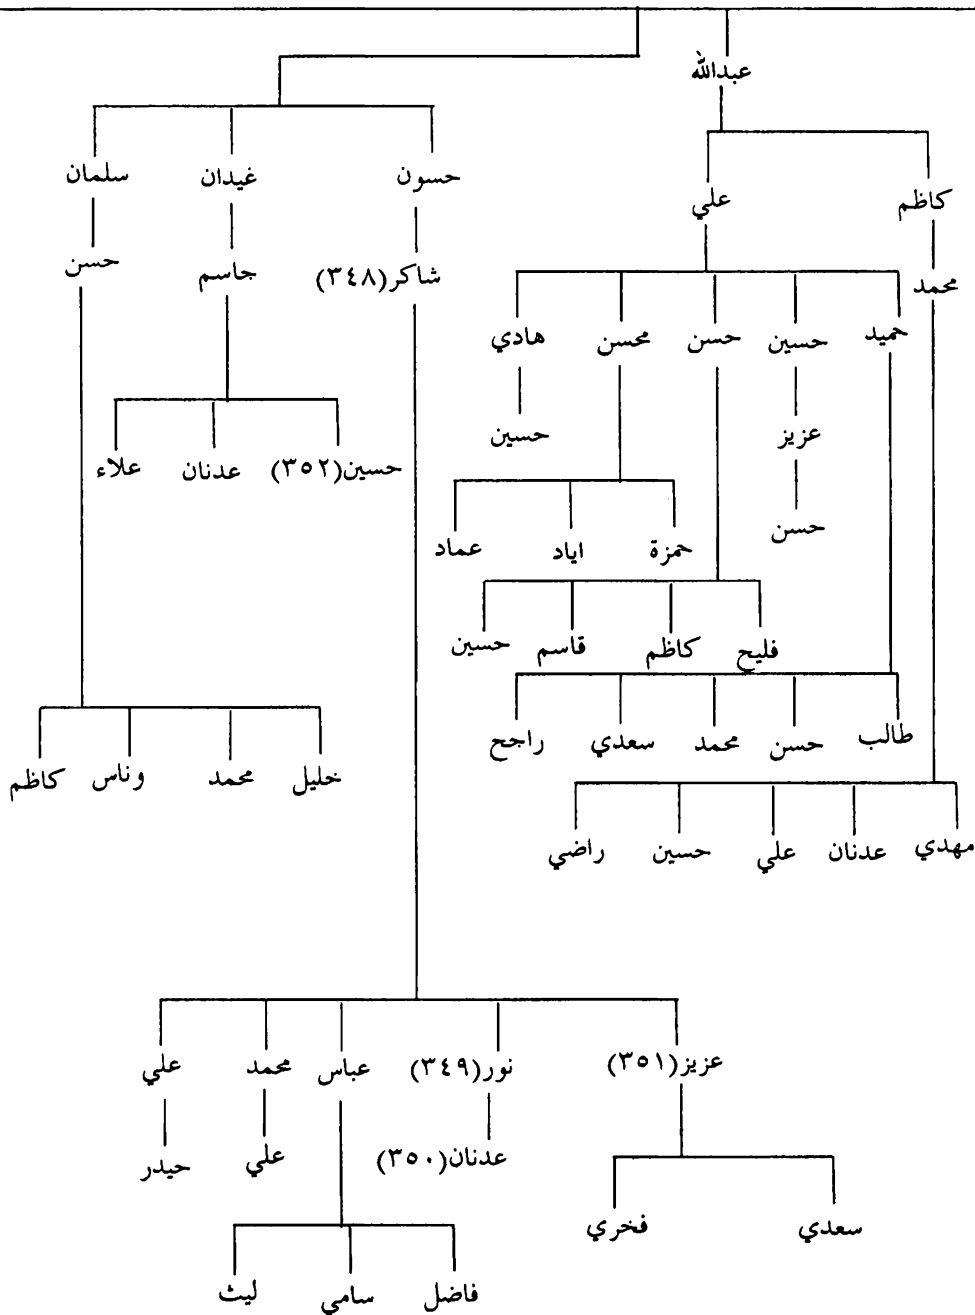 عبدالله
سلمان غيدان حسون
كاظم علي
حسن جاسم شاكر(٣٤٨)
محمد
حميد حسين حسن محسن هادي
عزيز حسين
حسين(٣٥٢) عدنان علاء
حسن
حمزة اياد عماد
فليح كاظم قاسم حسين
طالب حسن محمد سعدي راجح
خليل محمد وناس كاظم
مهدي عدنان علي حسين راضي
عزيز(٣٥١) نور(٣٤٩) عباس محمد علي
عدنان(٣٥٠) علي حيدر
سعدي فخري
فاضل سامي ليث